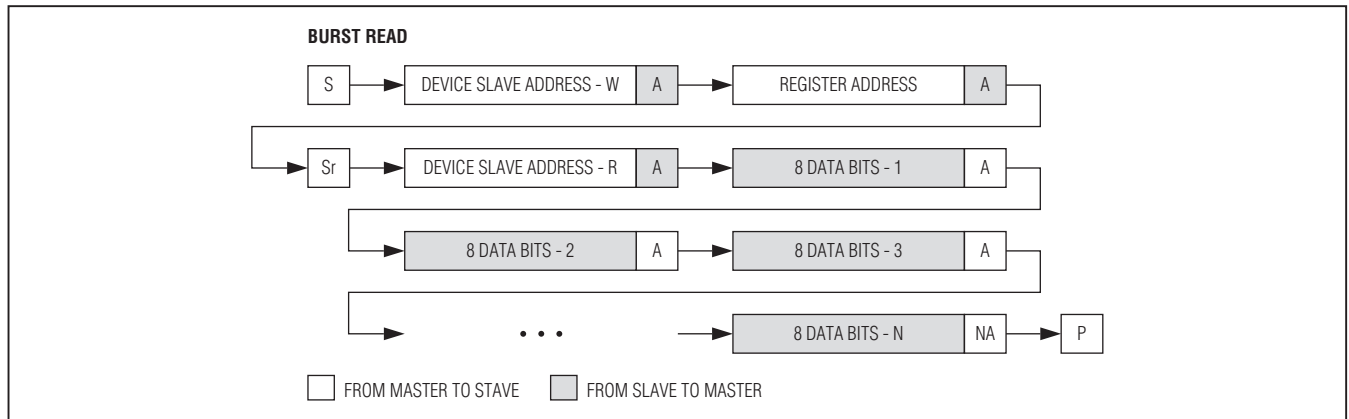 BURST READ
S DEVICE SLAVE ADDRESS - W A REGISTER ADDRESS A
Sr DEVICE SLAVE ADDRESS - R A 8 DATA BITS - 1 A
8 DATA BITS - 2 A 8 DATA BITS - 3 A
• • • 8 DATA BITS - N NA P
FROM MASTER TO STAVE FROM SLAVE TO MASTER